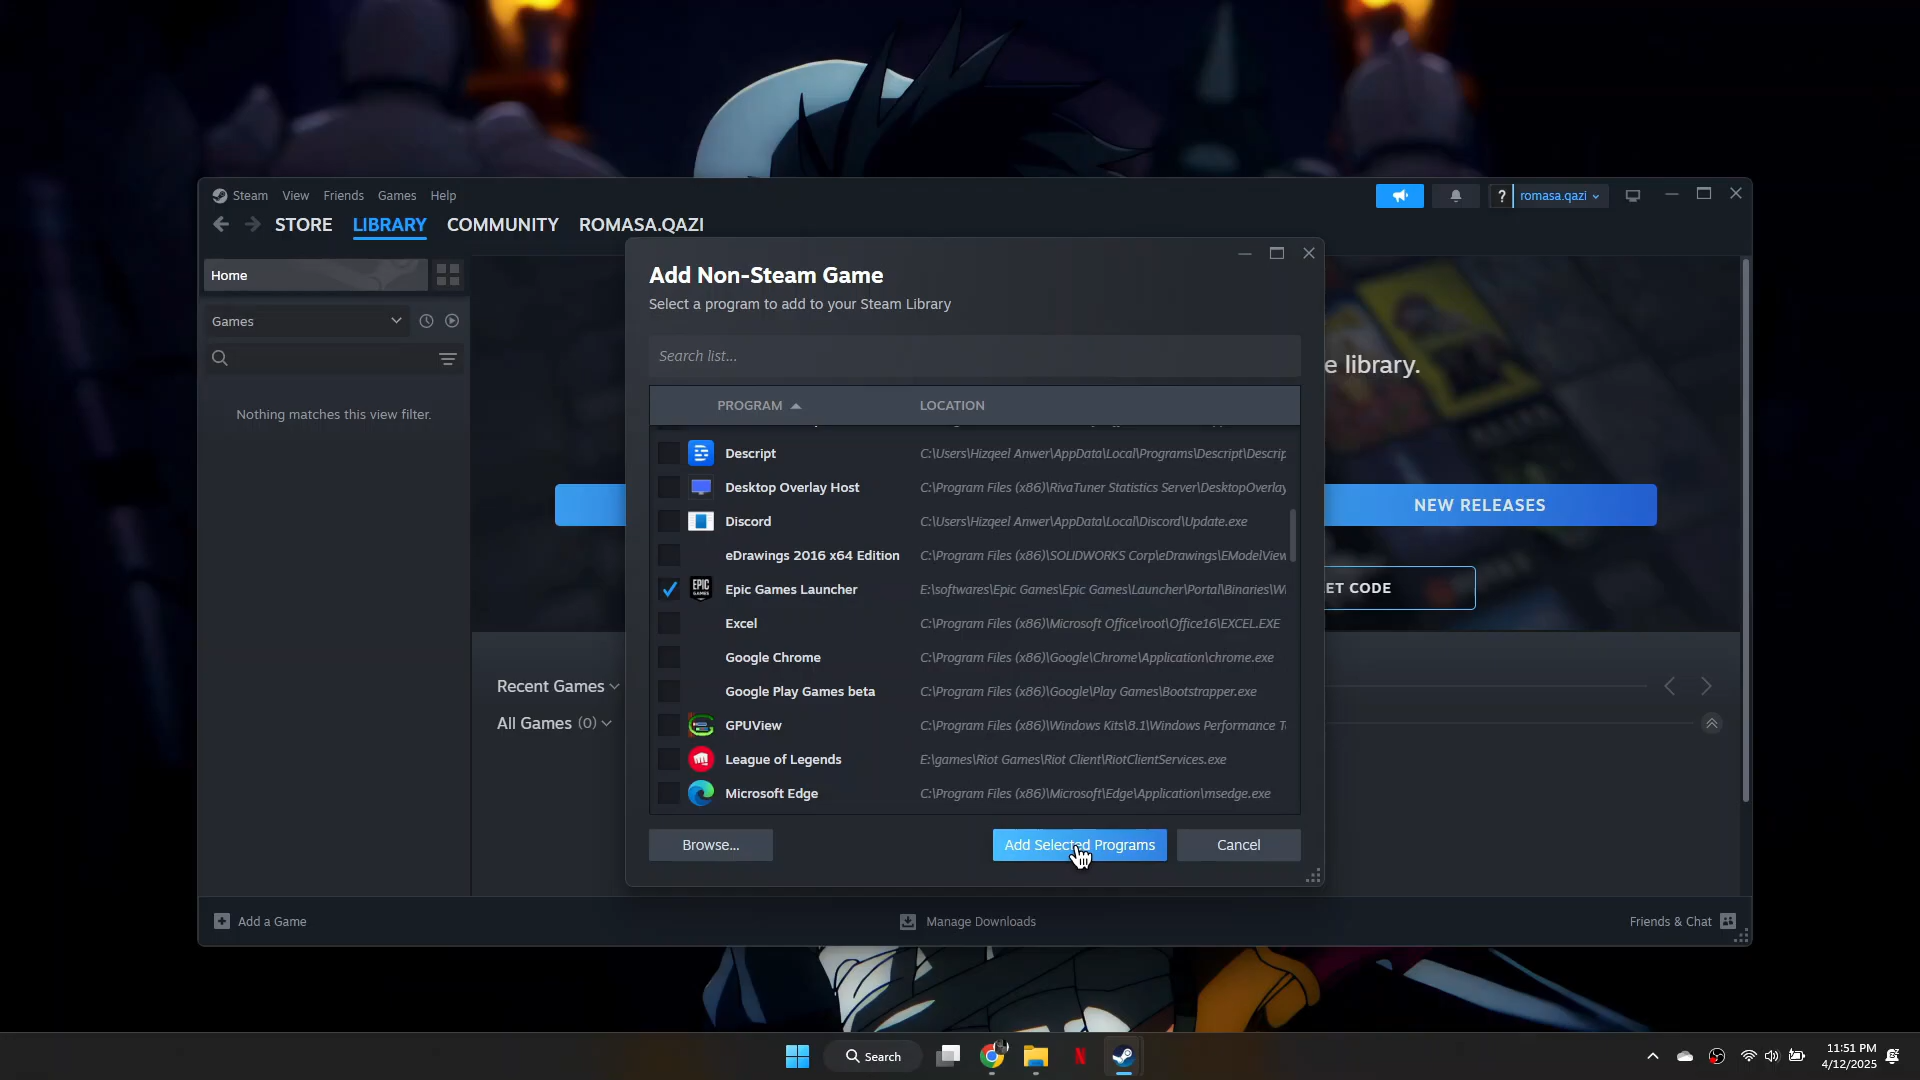 Steam View Friends Games Help
? romasa.qazi
STORE LIBRARY COMMUNITY ROMASA.QAZI
Home
Games
Nothing matches this view filter.
Add Non-Steam Game
Select a program to add to your Steam Library
Search list...
PROGRAM LOCATION
Descript C:\Users\Hizqeel Anwer\AppData\Local\Programs\Descript\Descrip
Desktop Overlay Host C:\Program Files (x86)\RivaTuner Statistics Server\DesktopOverlay
Discord C:\Users\Hizqeel Anwer\AppData\Local\Discord\Update.exe
eDrawings 2016 x64 Edition C:\Program Files (x86)\SOLIDWORKS Corp\eDrawings\EModelView
EPIC GAMES Epic Games Launcher E:\softwares\Epic Games\Epic Games\Launcher\Portal\Binaries\Wi
Excel C:\Program Files (x86)\Microsoft Office\root\Office16\EXCEL.EXE
Google Chrome C:\Program Files (x86)\Google\Chrome\Application\chrome.exe
Google Play Games beta C:\Program Files (x86)\Google\Play Games\Bootstrapper.exe
GPUView C:\Program Files (x86)\Windows Kits\8.1\Windows Performance T
League of Legends E:\games\Riot Games\Riot Client\RiotClientServices.exe
Microsoft Edge C:\Program Files (x86)\Microsoft\Edge\Application\msedge.exe
Browse... Add Selected Programs Cancel
e library.
NEW RELEASES
ET CODE
Recent Games
All Games (0)
Add a Game Manage Downloads Friends & Chat
Search N
11:51 PM
4/12/2025